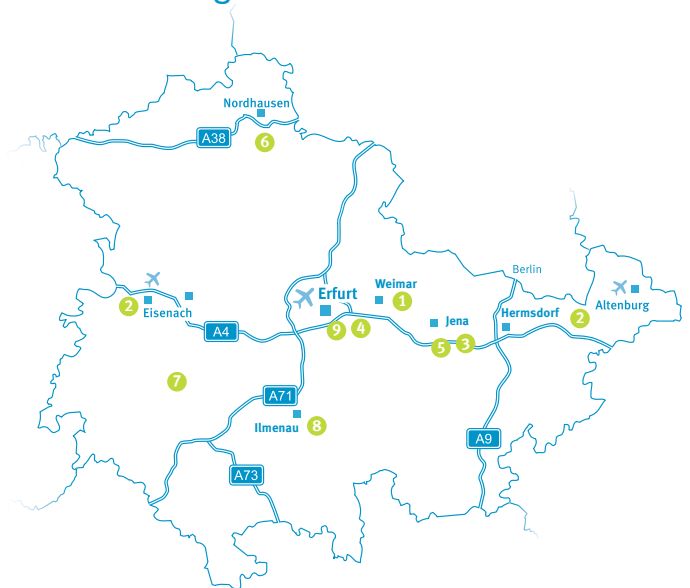 Nordhausen
A38
6
Berlin
Weimar
Erfurt
1
Altenburg
2
Eisenach
Jena
Hermsdorf
2
A4
9
4
5
3
7
A71
Ilmenau
8
A9
A73